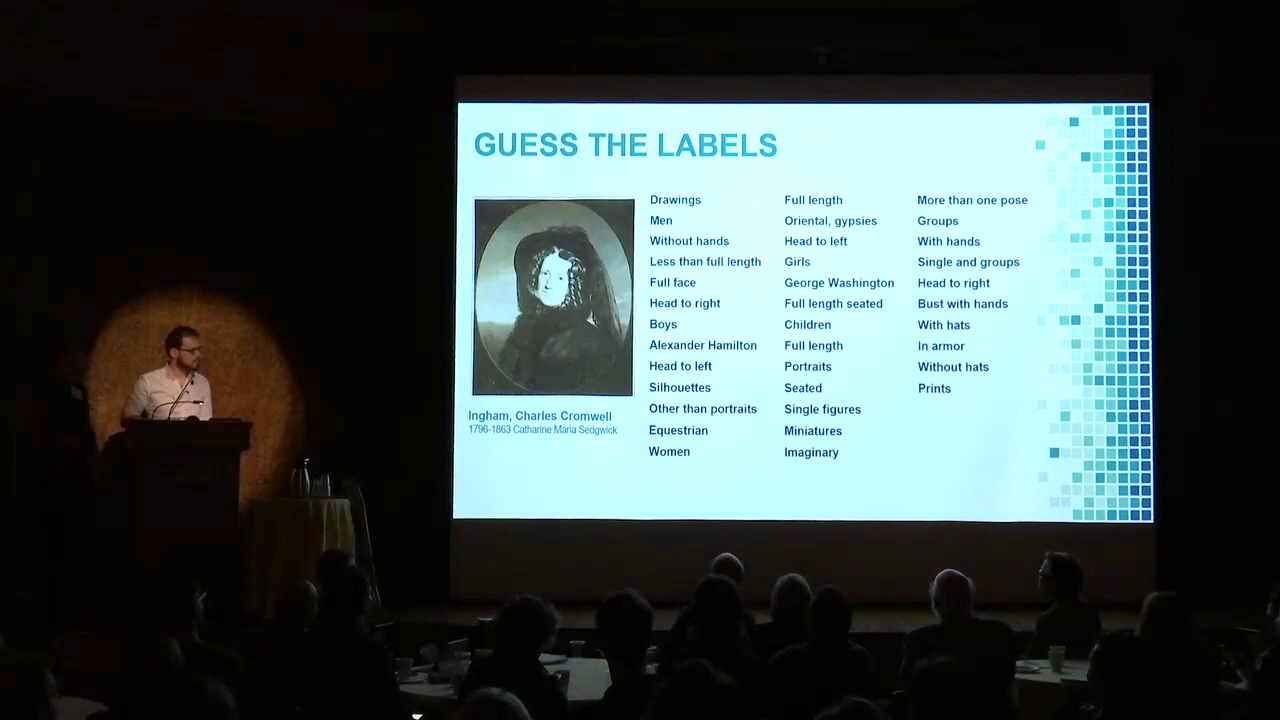 GUESS THE LABELS
Ingham, Charles Cromwell
1796-1863 Catharine Maria Sedgwick
Drawings
Men
Without hands
Less than full length
Full face
Head to right
Boys
Alexander Hamilton
Head to left
Silhouettes
Other than portraits
Equestrian
Women
Full length
Oriental, gypsies
Head to left
Girls
George Washington
Full length seated
Children
Full length
Portraits
Seated
Single figures
Miniatures
Imaginary
More than one pose
Groups
With hands
Single and groups
Head to right
Bust with hands
With hats
In armor
Without hats
Prints